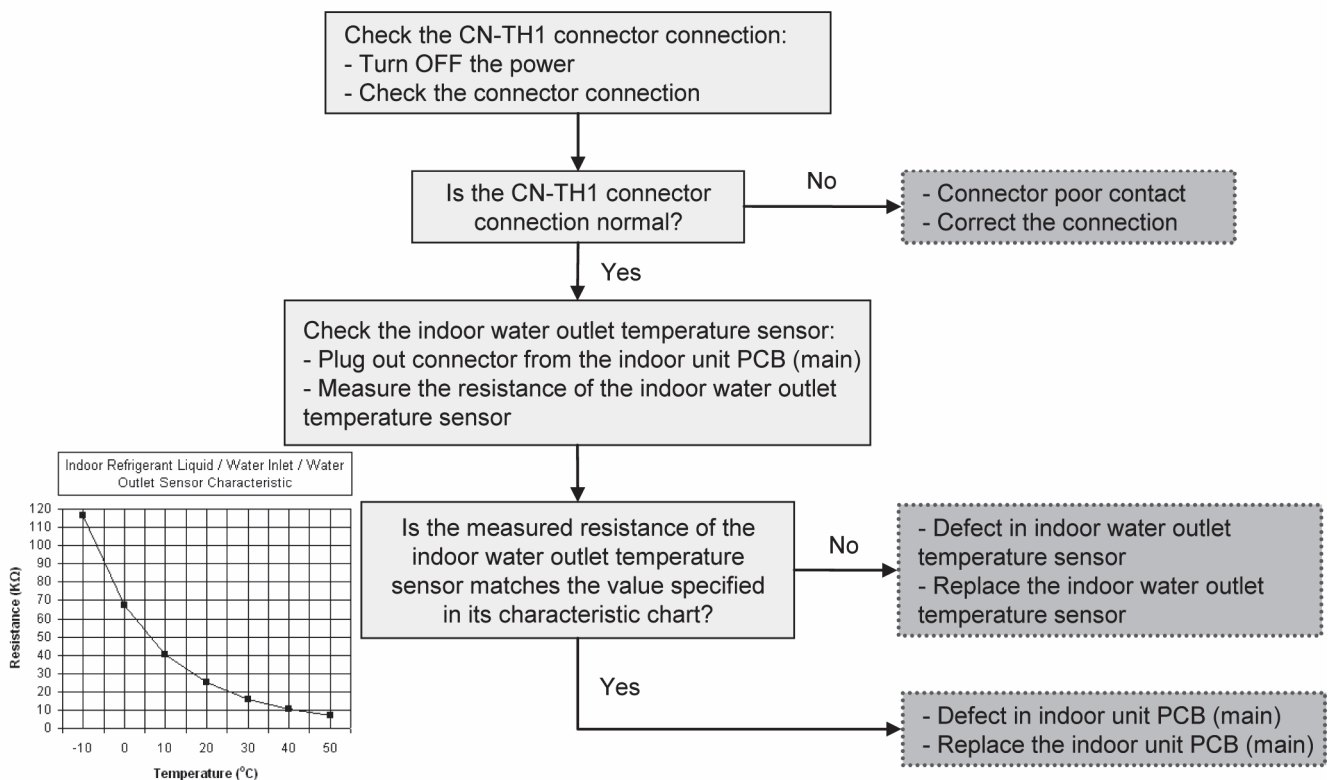 Check the CN-TH1 connector connection:
- Turn OFF the power
- Check the connector connection
Is the CN-TH1 connector
connection normal?
No
- Connector poor contact
- Correct the connection
Yes
Check the indoor water outlet temperature sensor:
- Plug out connector from the indoor unit PCB (main)
- Measure the resistance of the indoor water outlet
temperature sensor
Indoor Refrigerant Liquid / Water Inlet / Water
Outlet Sensor Characteristic
120
110
100
90
80
70
60
50
40
30
20
10
0
Resistance (KΩ)
-10 0 10 20 30 40 50
Temperature (°C)
Is the measured resistance of the
indoor water outlet temperature
sensor matches the value specified
in its characteristic chart?
No
- Defect in indoor water outlet
temperature sensor
- Replace the indoor water outlet
temperature sensor
Yes
- Defect in indoor unit PCB (main)
- Replace the indoor unit PCB (main)